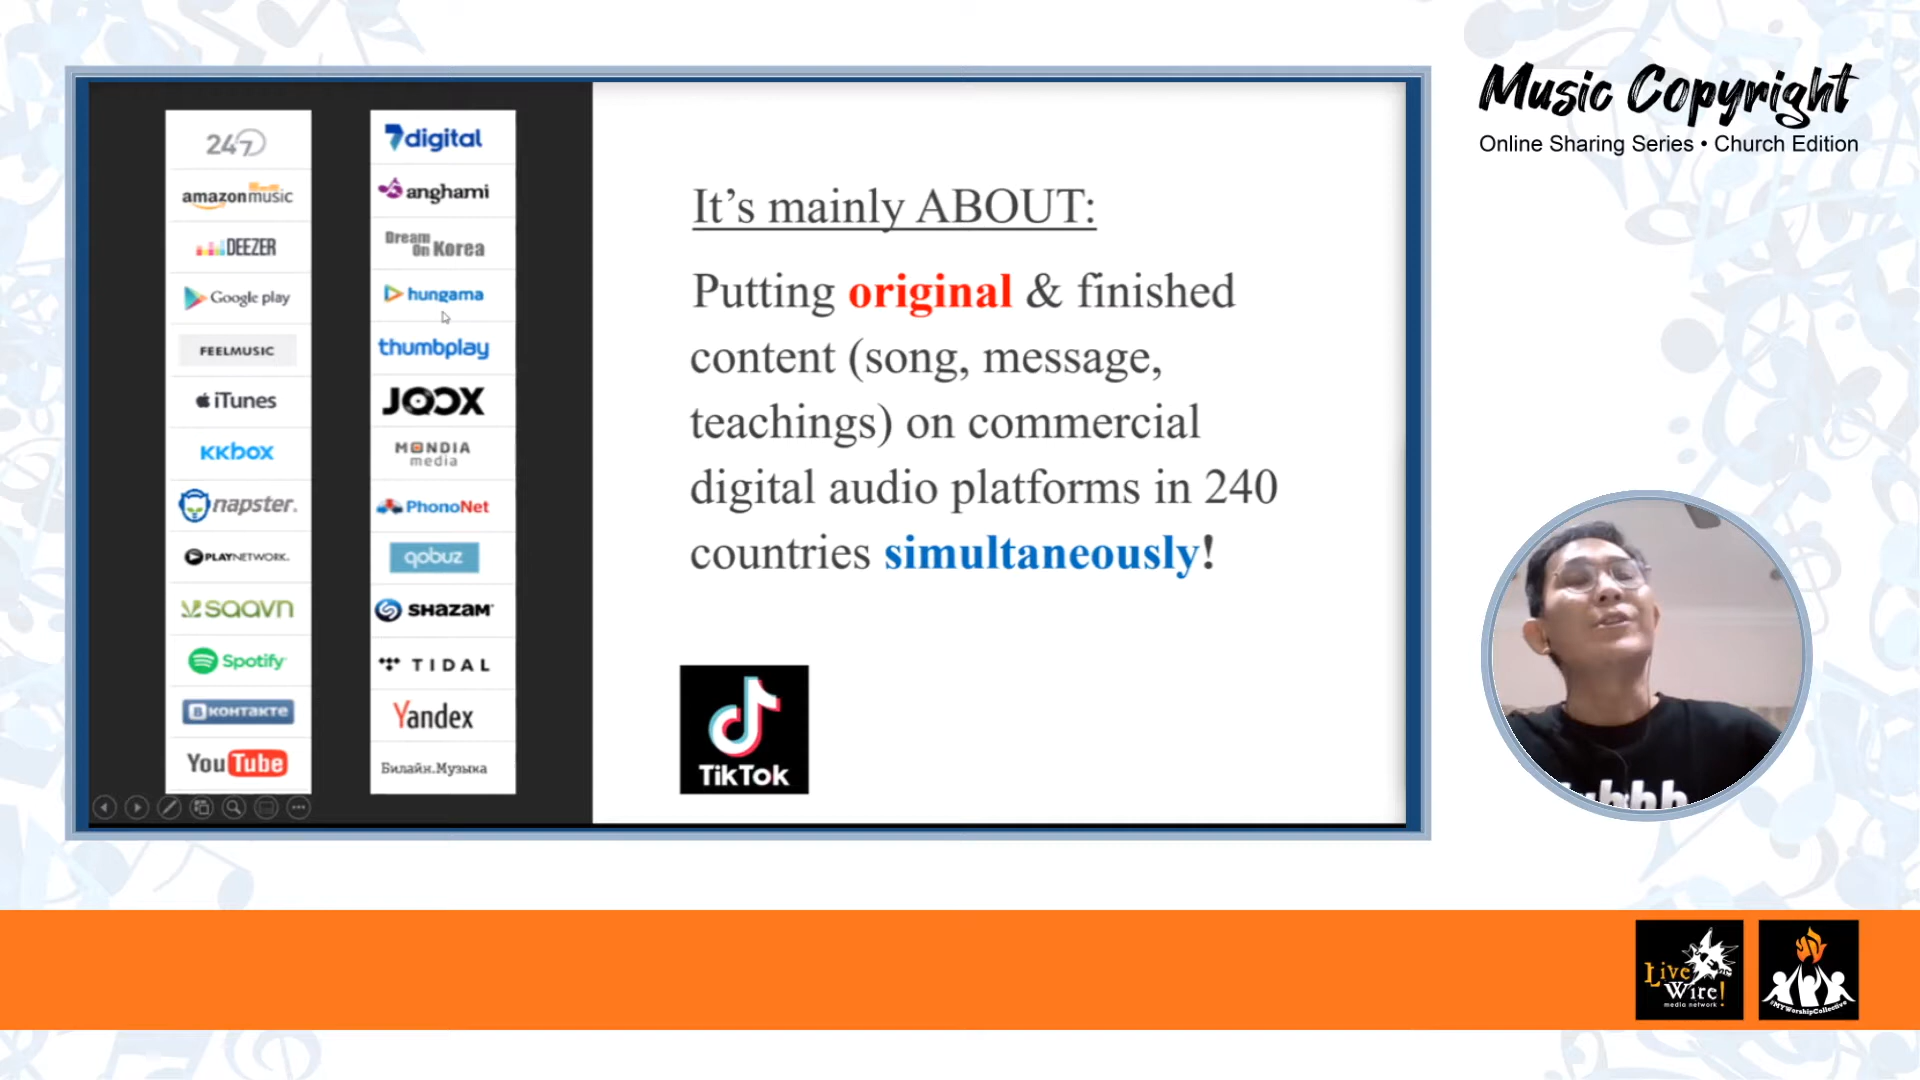 Music Copyright
Online Sharing Series • Church Edition
247
amazonmusic
DEEZER
Google play
FEELMUSIC
iTunes
KKBOX
napster.
PLAYNETWORK.
saavn
Spotify
В КОНТАКТЕ
YouTube
7digital
anghami
Dream On Korea
hungama
thumbplay
JOOX
MONDIA
media
PhonoNet
qobuz
SHAZAM
TIDAL
Yandex
Билайн.Музыка
It's mainly ABOUT:
Putting original & finished
content (song, message,
teachings) on commercial
digital audio platforms in 240
countries simultaneously!
TikTok
Live
Wire!
media network
#MYWorshipCollective